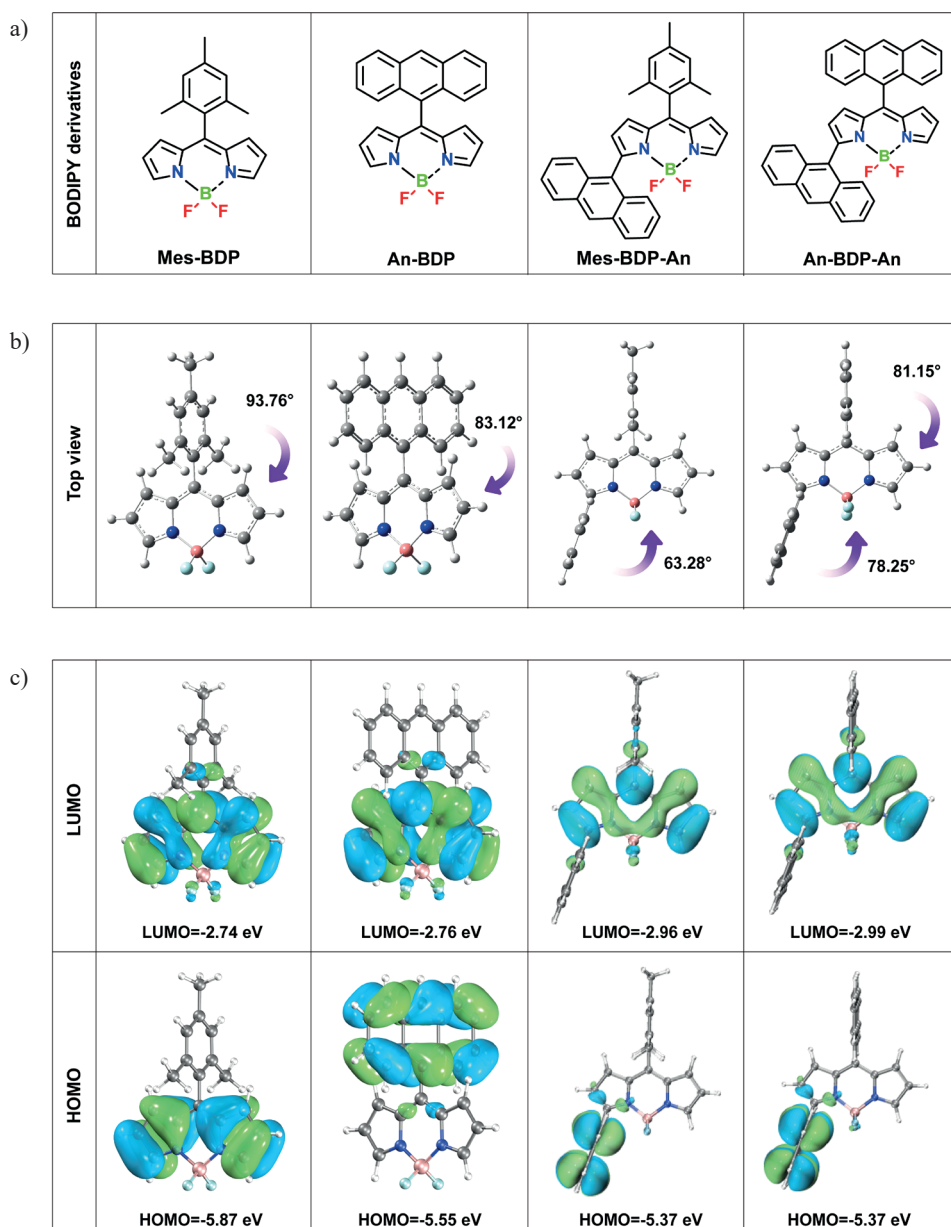 a)
BODIPY derivatives
B
N
N
F
F
Mes-BDP
N
N
B
F
F
An-BDP
N
N
B
F
F
Mes-BDP-An
N
N
B
F
F
An-BDP-An
b)
Top view
93.76°
83.12°
63.28°
81.15°
78.25°
c)
LUMO
LUMO=-2.74 eV
LUMO=-2.76 eV
LUMO=-2.96 eV
LUMO=-2.99 eV
HOMO
HOMO=-5.87 eV
HOMO=-5.55 eV
HOMO=-5.37 eV
HOMO=-5.37 eV